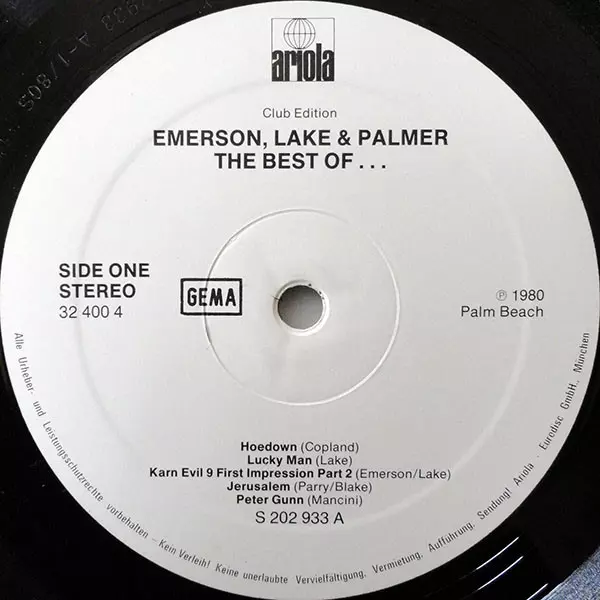 ariola
Club Edition
EMERSON, LAKE & PALMER
THE BEST OF . . .
SIDE ONE
STEREO
32 400 4
GEMA
℗ 1980
Palm Beach
Hoedown (Copland)
Lucky Man (Lake)
Karn Evil 9 First Impression Part 2 (Emerson/Lake)
Jerusalem (Parry/Blake)
Peter Gunn (Mancini)
S 202 933 A
Alle Urheber- und Leistungsschutzrechte vorbehalten – Kein Verleih! Keine unerlaubte Vervielfältigung, Vermietung, Aufführung, Sendung! Ariola - Eurodisc GmbH., München